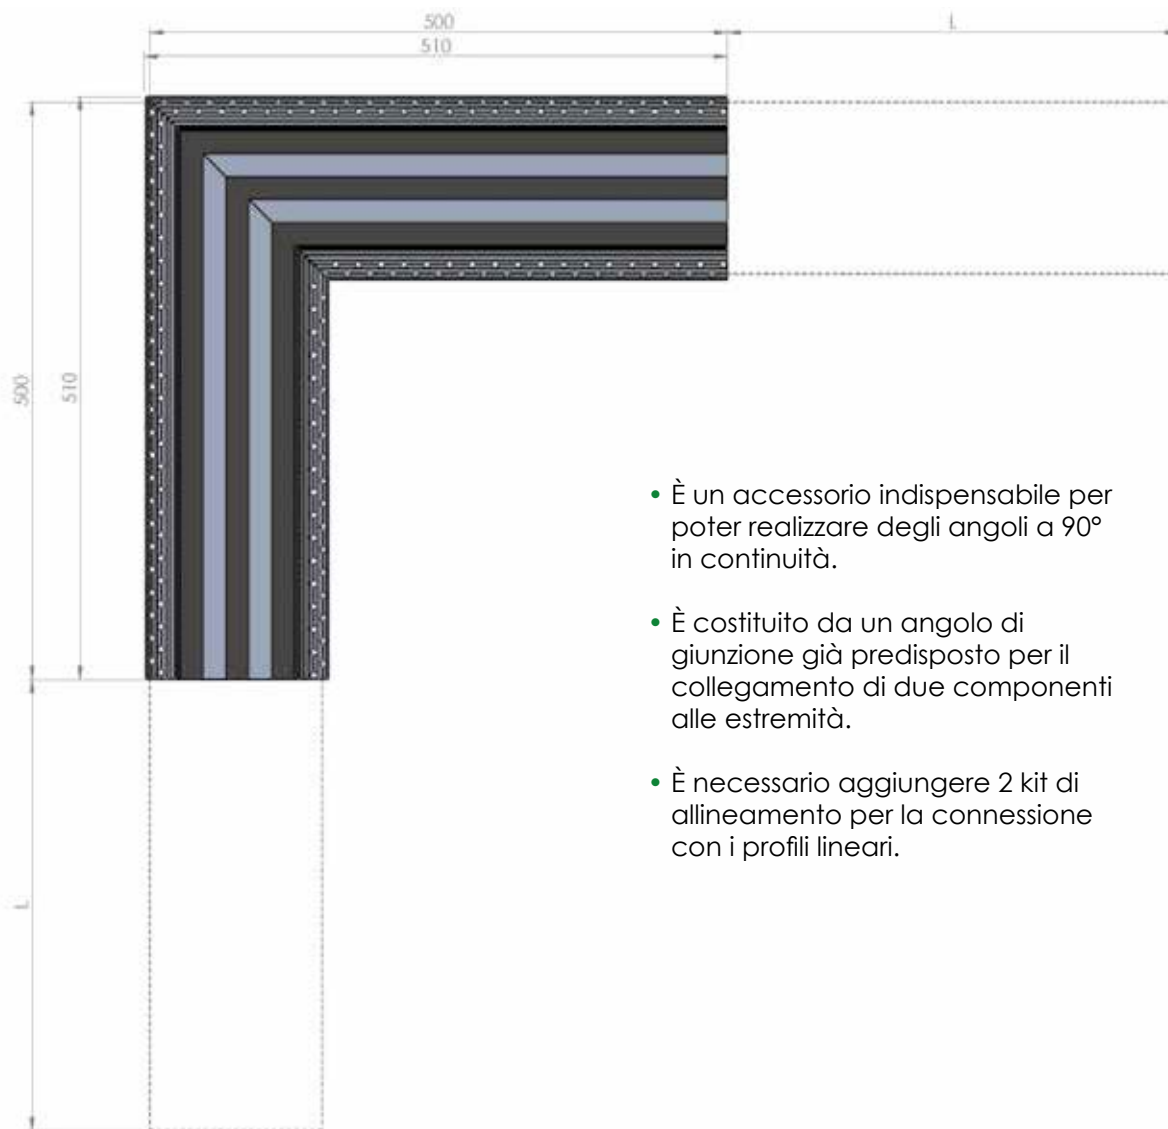 500
L
510
500
510
• È un accessorio indispensabile per
poter realizzare degli angoli a 90°
in continuità.
• È costituito da un angolo di
giunzione già predisposto per il
collegamento di due componenti
alle estremità.
• È necessario aggiungere 2 kit di
allineamento per la connessione
con i profili lineari.
L